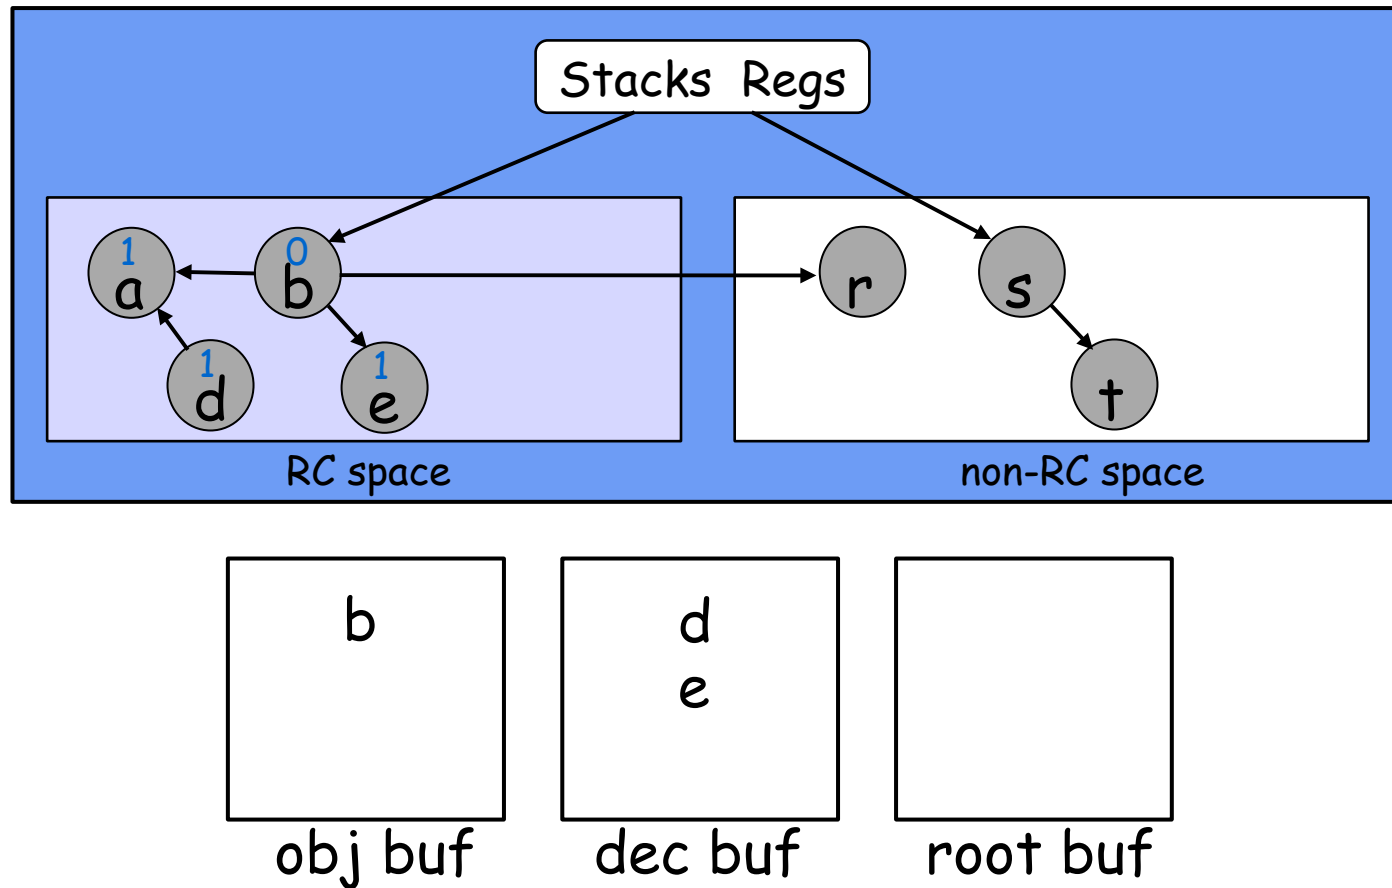 Stacks Regs
1 0
a b r s
1 1
d e t
RC space non-RC space
b d
e
obj buf dec buf root buf